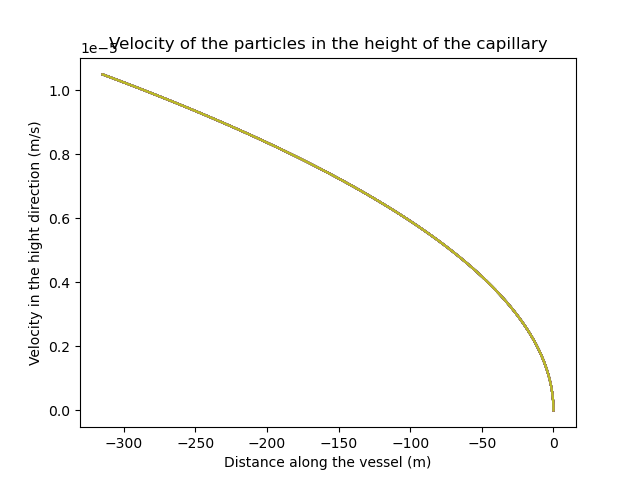 Velocity of the particles in the height of the capillary
1e−5
1.0
0.8
0.6
0.4
0.2
0.0
Velocity in the hight direction (m/s)
−300 −250 −200 −150 −100 −50 0
Distance along the vessel (m)